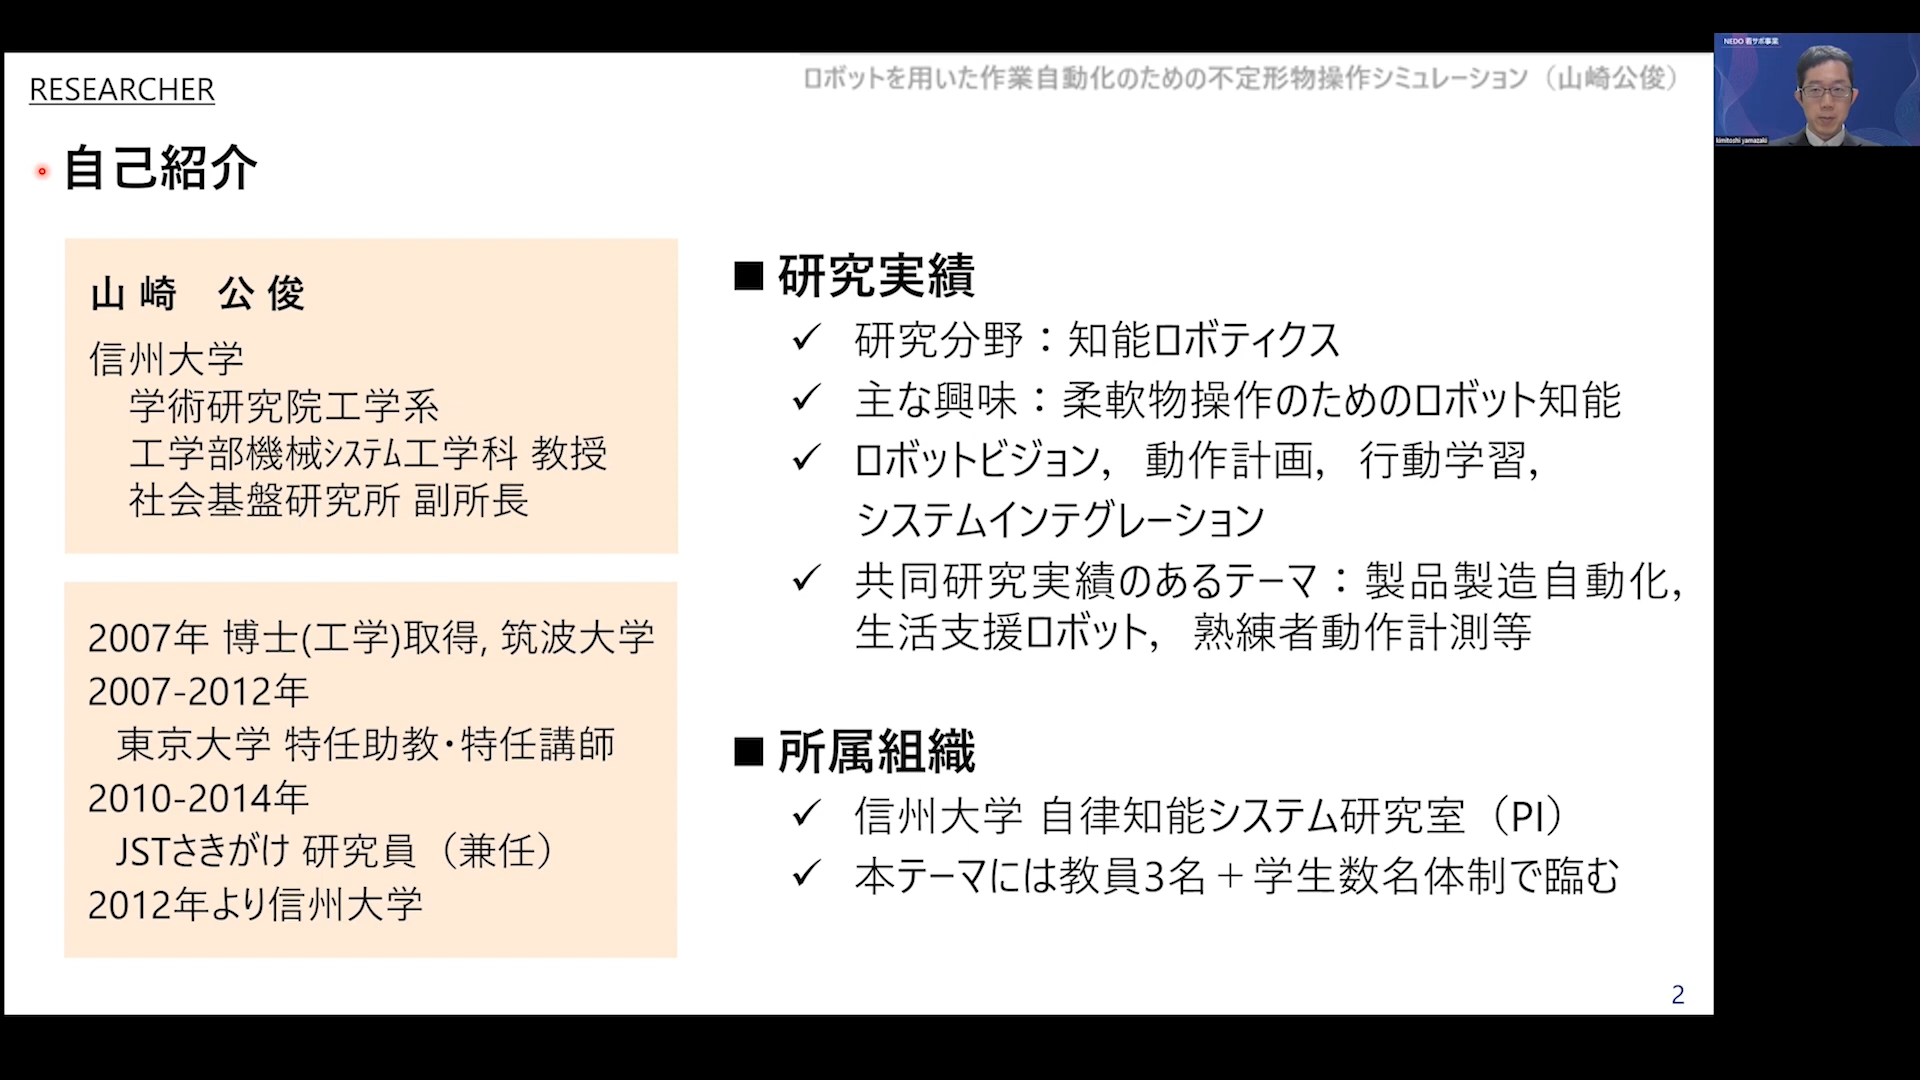 RESEARCHER
ロボットを用いた作業自動化のための不定形物操作シミュレーション（山崎公俊）
NEDO 若サポ事業
kimitoshi yamazaki
自己紹介
山崎　公俊
信州大学
学術研究院工学系
工学部機械ｼｽﾃﾑ工学科 教授
社会基盤研究所 副所長
2007年 博士(工学)取得, 筑波大学
2007-2012年
東京大学 特任助教･特任講師
2010-2014年
JSTさきがけ 研究員（兼任）
2012年より信州大学
■ 研究実績
✓ 研究分野：知能ロボティクス
✓ 主な興味：柔軟物操作のためのロボット知能
✓ ロボットビジョン，動作計画，行動学習，
システムインテグレーション
✓ 共同研究実績のあるテーマ：製品製造自動化，
生活支援ロボット，熟練者動作計測等
■ 所属組織
✓ 信州大学 自律知能システム研究室（PI）
✓ 本テーマには教員3名＋学生数名体制で臨む
2